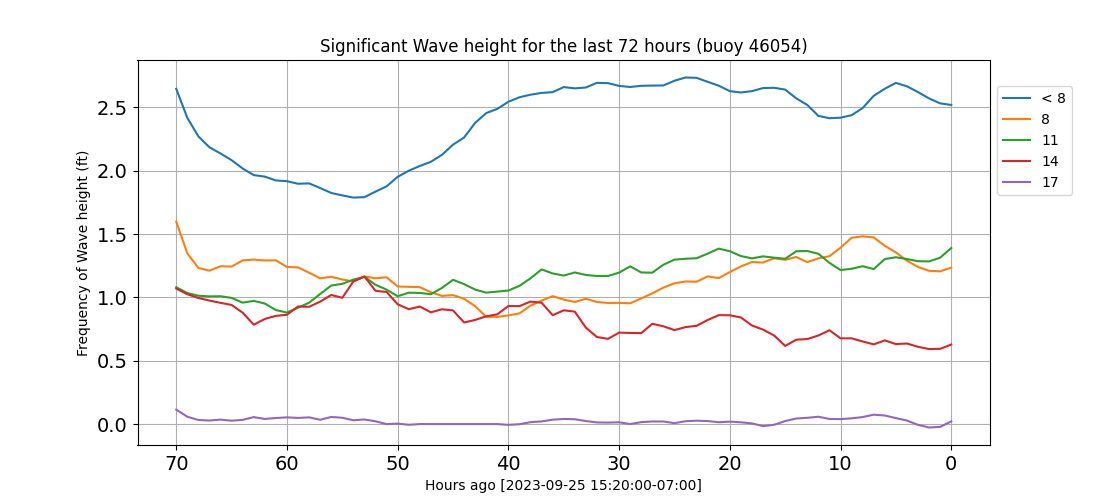 Significant Wave height for the last 72 hours (buoy 46054)
Frequency of Wave height (ft)
2.5
2.0
1.5
1.0
0.5
0.0
70 60 50 40 30 20 10 0
Hours ago [2023-09-25 15:20:00-07:00]
< 8
8
11
14
17